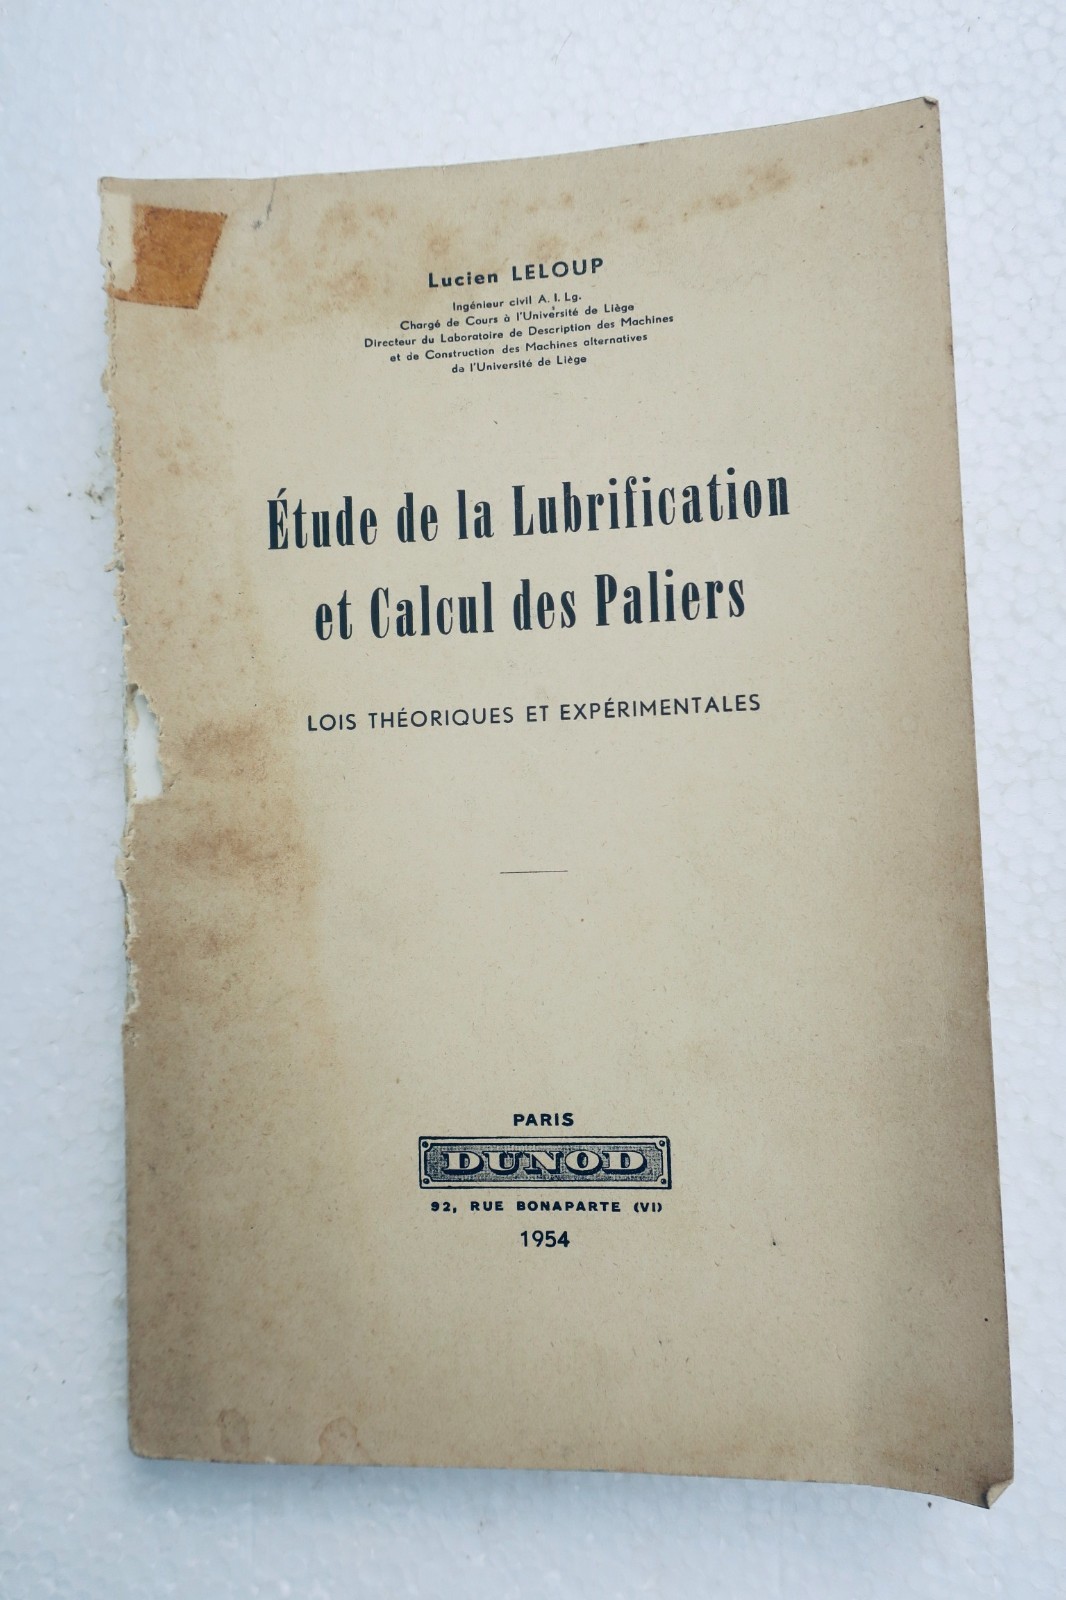 Lucien LELOUP
Ingénieur civil A. I. Lg.
Chargé de Cours à l'Université de Liège
Directeur du Laboratoire de Description des Machines
et de Construction des Machines alternatives
de l'Université de Liège
Étude de la Lubrification
et Calcul des Paliers
LOIS THÉORIQUES ET EXPÉRIMENTALES
PARIS
DUNOD
92, RUE BONAPARTE (VI)
1954